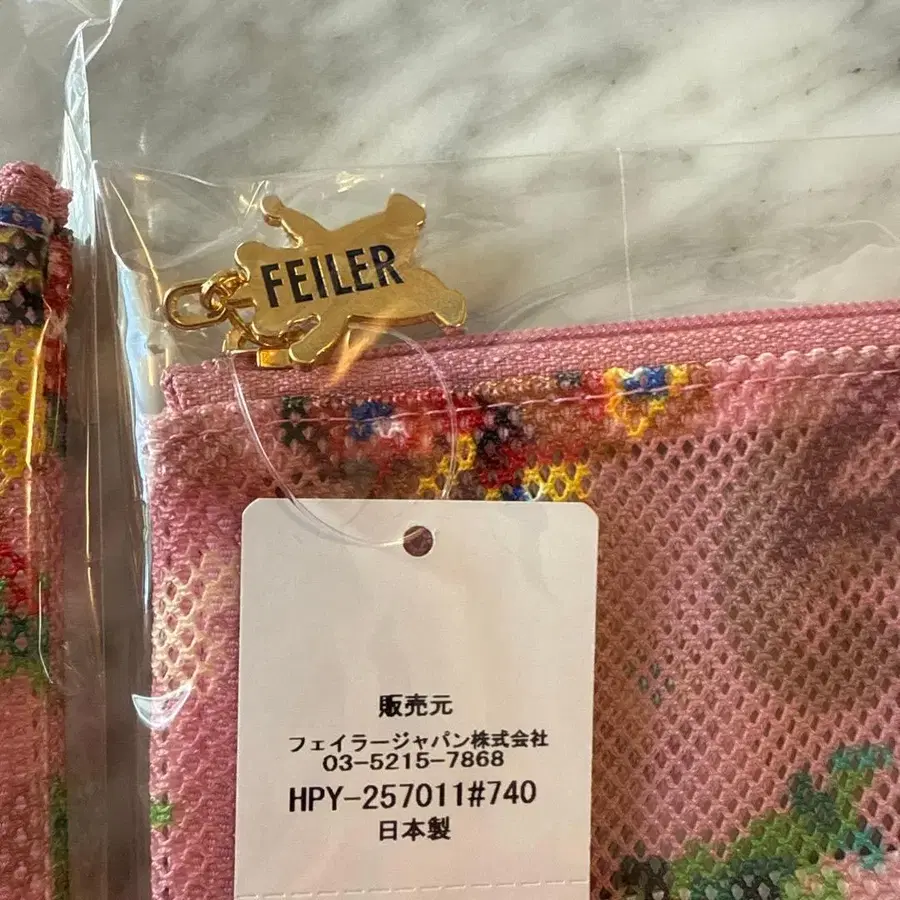 FEILER
販売元
フェイラージャパン株式会社
03-5215-7868
HPY-257011#740
日本製